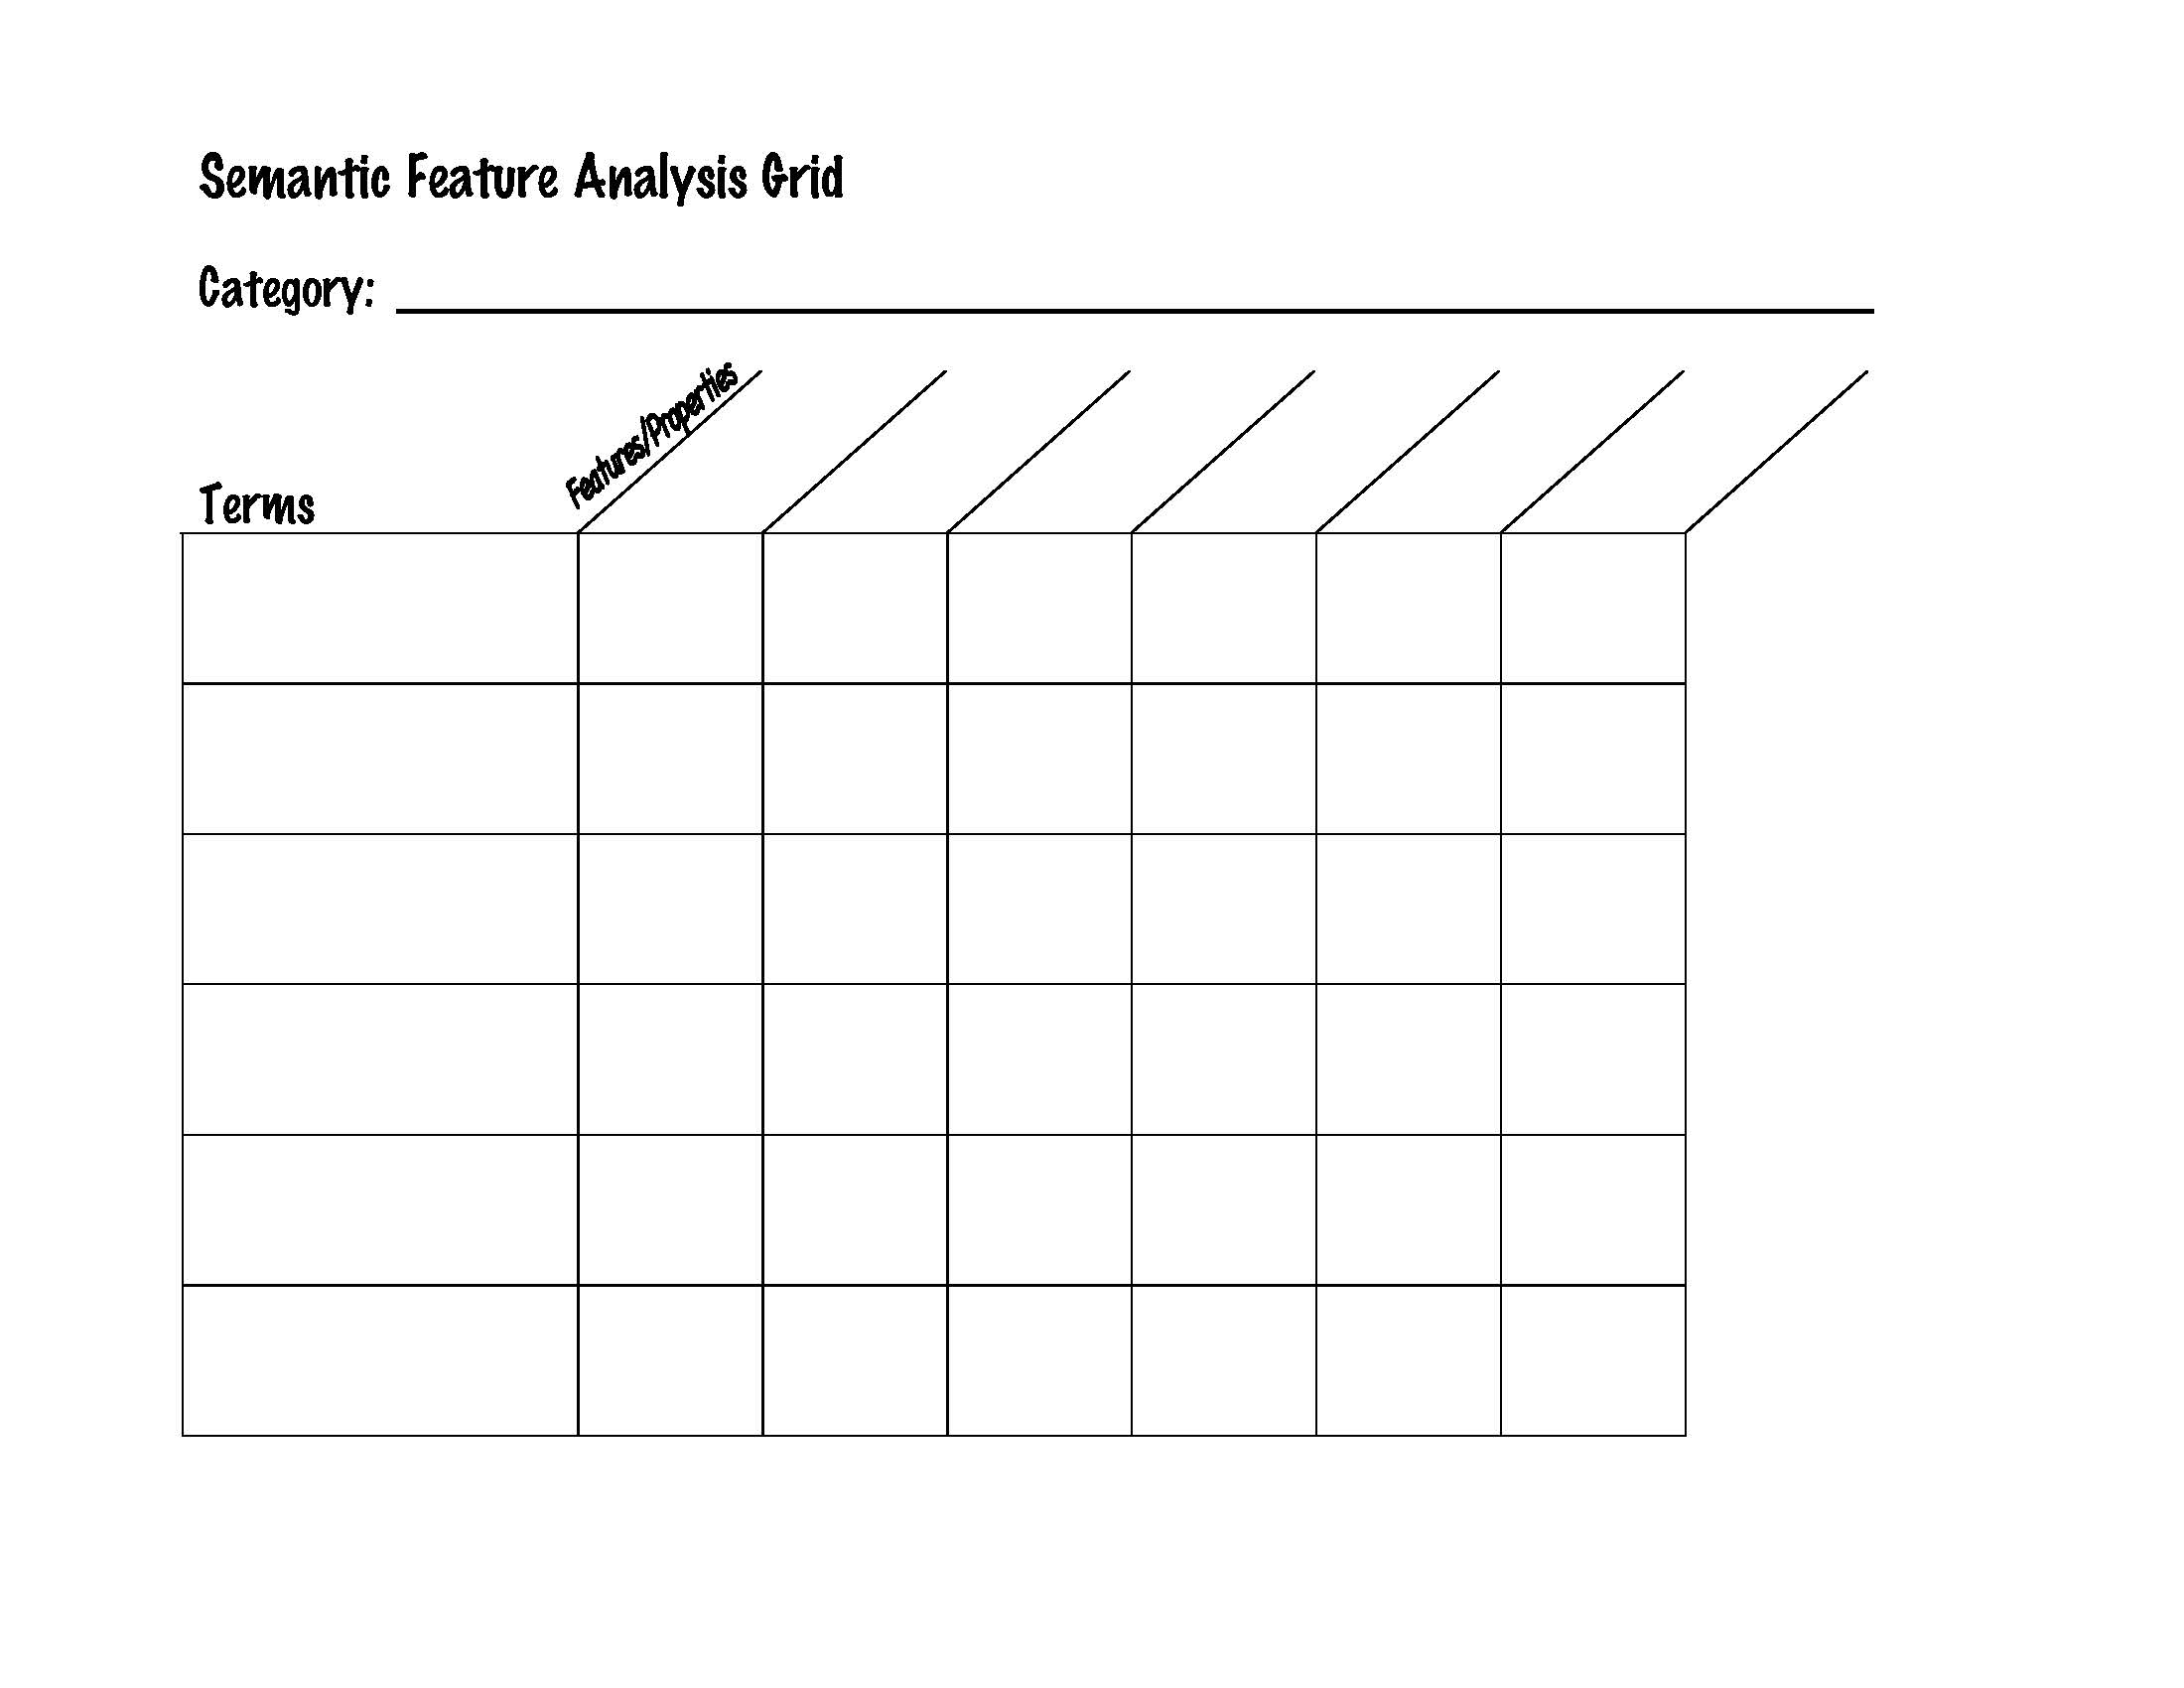 Semantic Feature Analysis Grid
Category:
Features/Properties
Terms